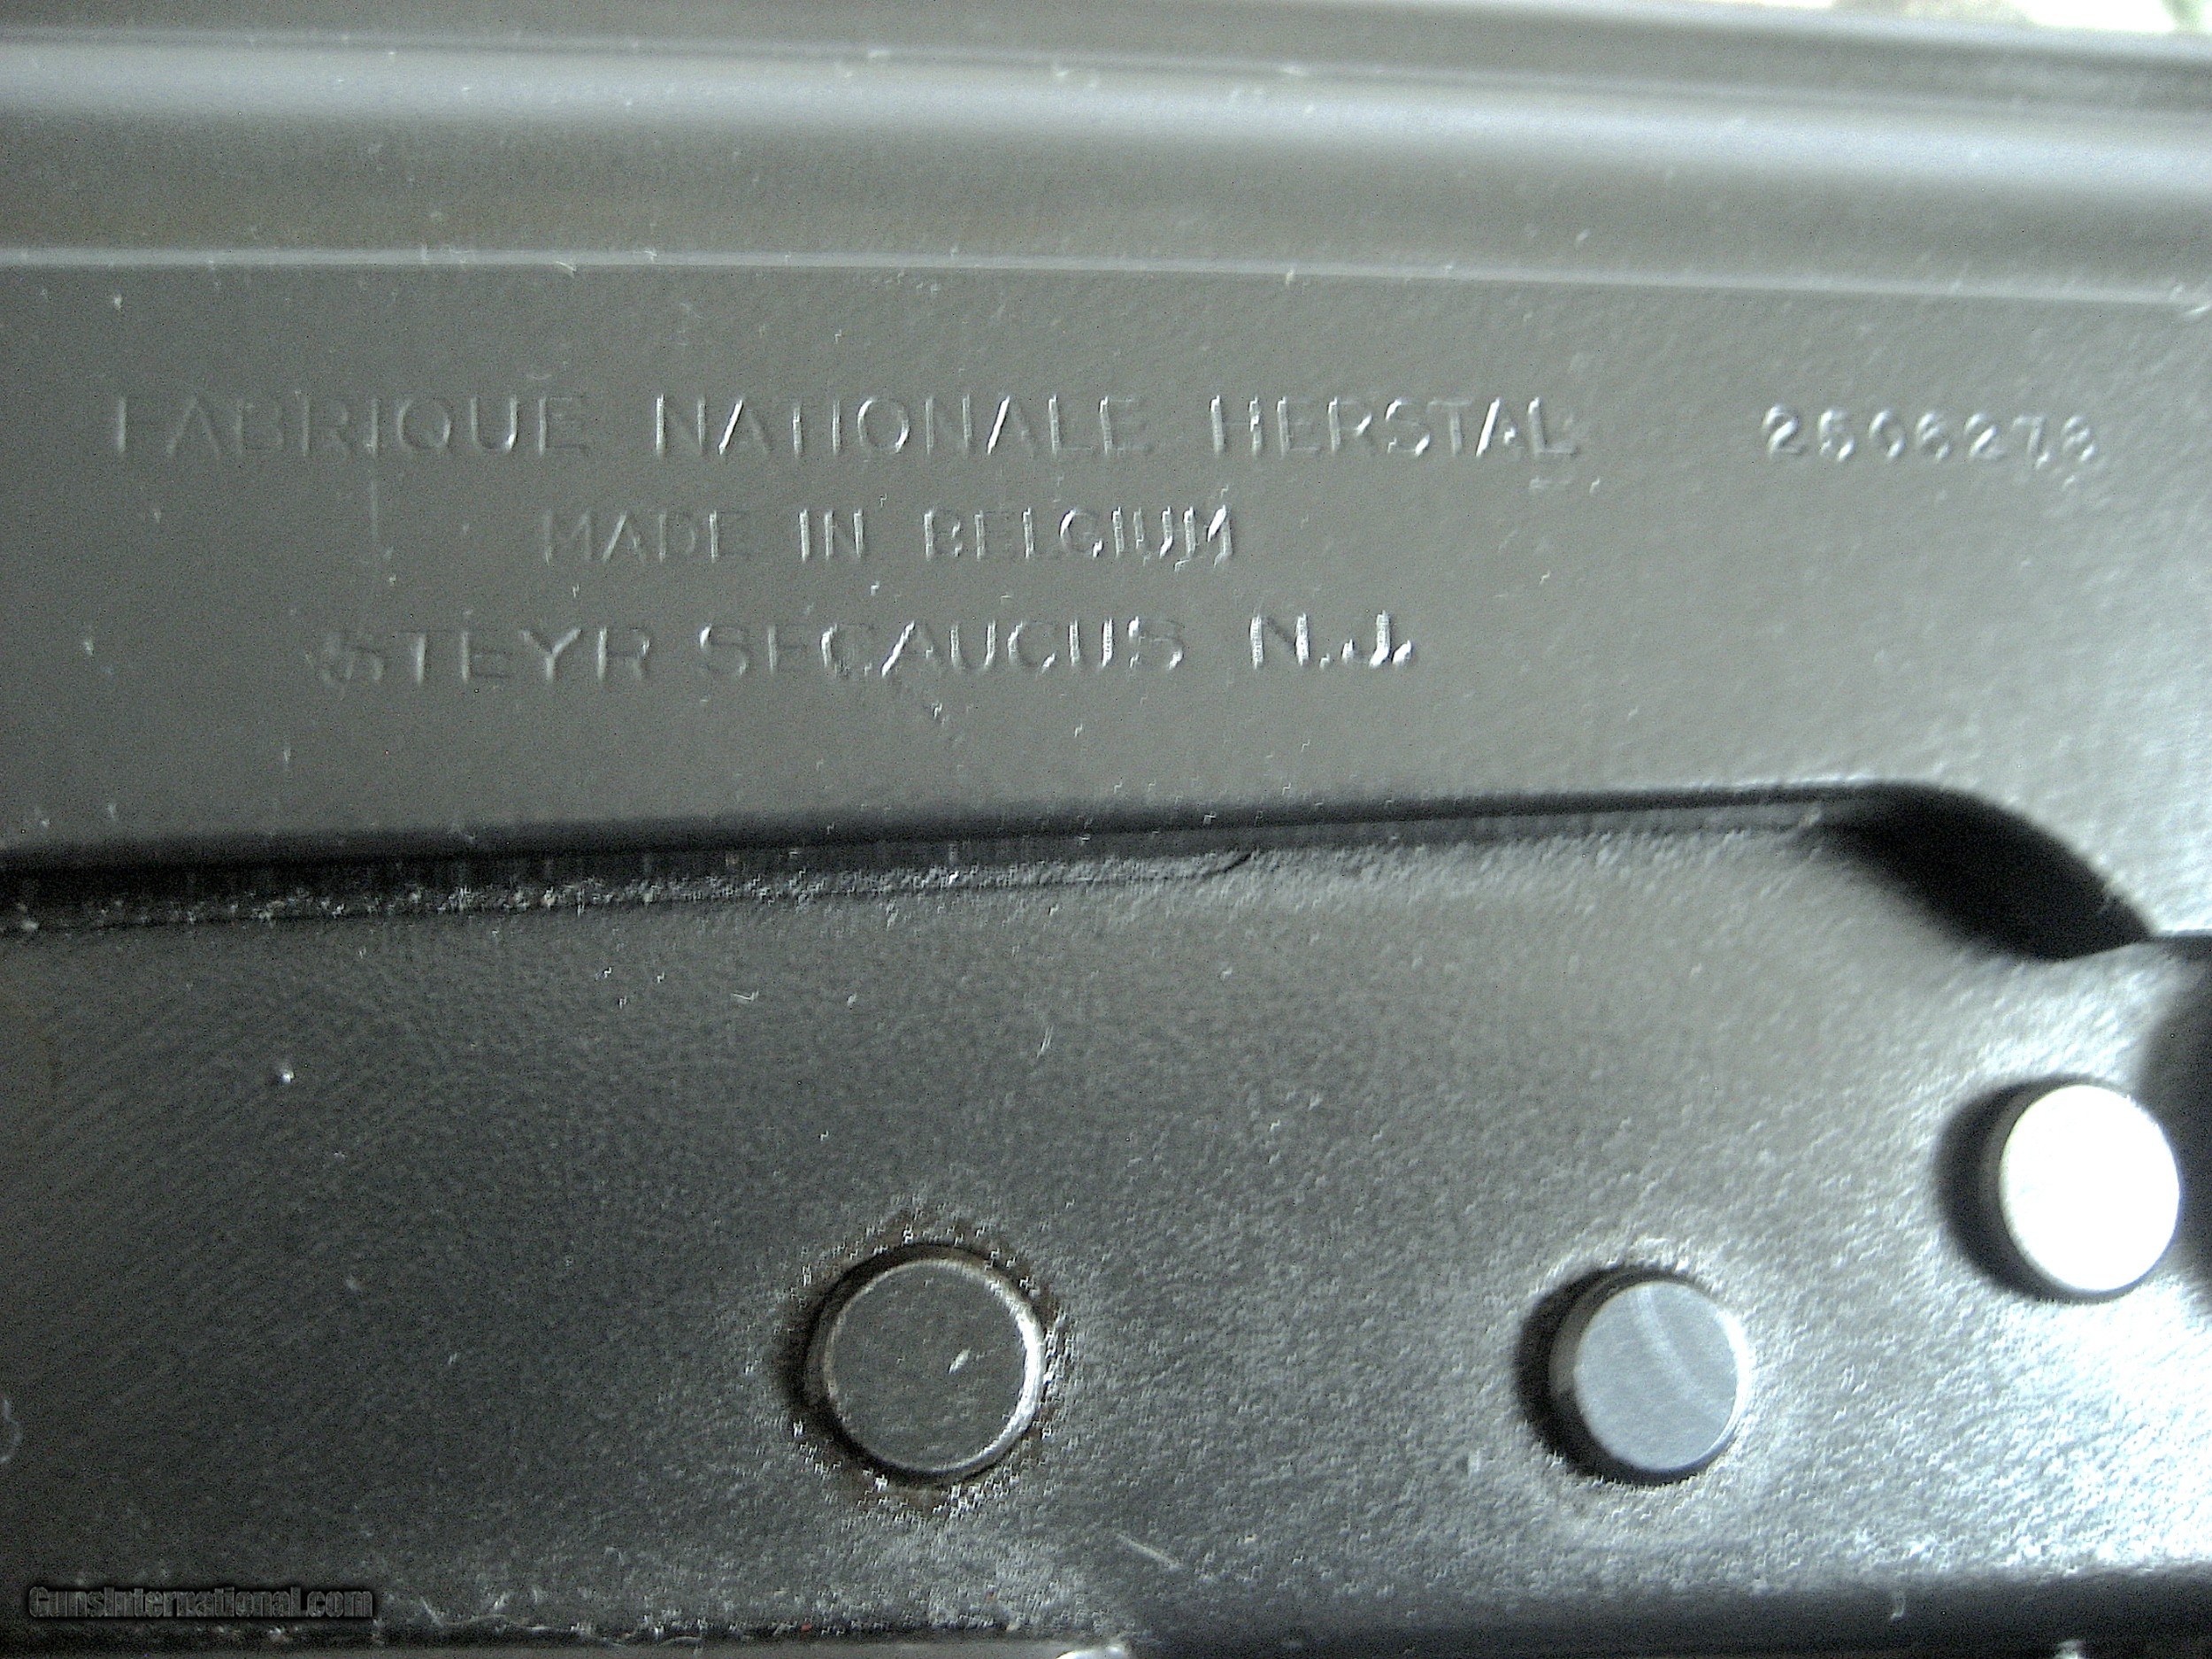 FABRIQUE NATIONALE HERSTAL 2506278
MADE IN BELGIUM
STEYR SECAUCUS N.J.
GunsInternational.com